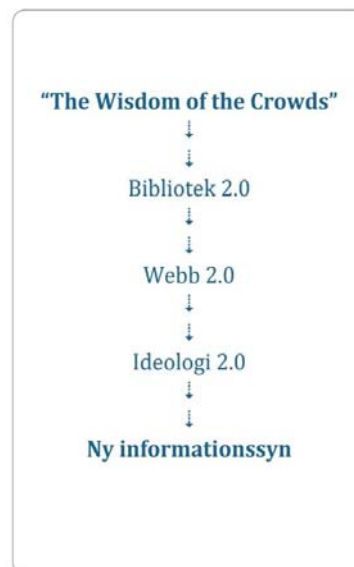 “The Wisdom of the Crowds”
Bibliotek 2.0
Webb 2.0
Ideologi 2.0
Ny informationssyn